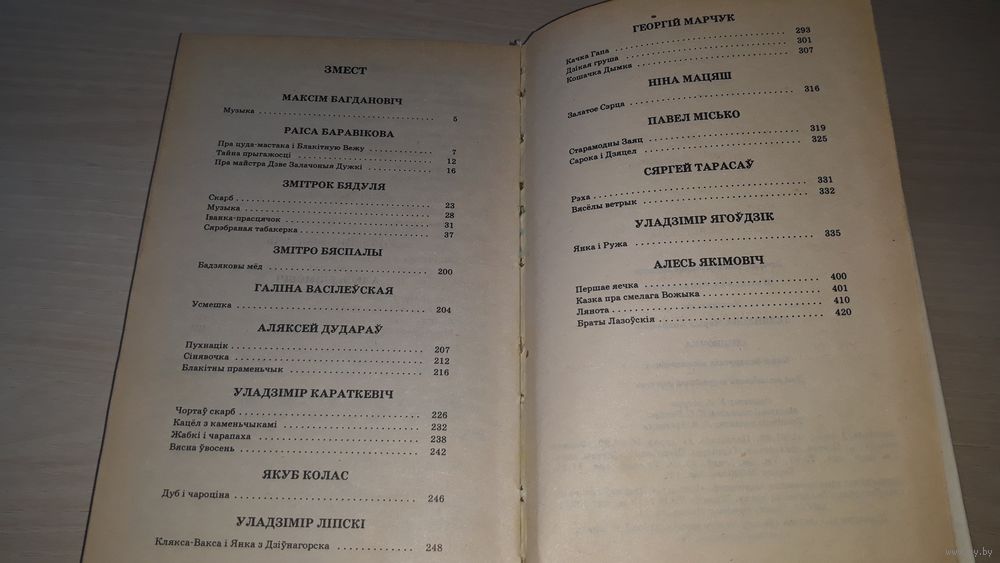 ЗМЕСТ
МАКСІМ БАГДАНОВІЧ
Музыка 5
РАІСА БАРАВІКОВА
Пра цуда-мастака і Блакітную Вежу 7
Тайна прыгажосці 12
Пра майстра Дзве Залачоныя Дужкі 16
ЗМІТРОК БЯДУЛЯ
Скарб 23
Музыка 28
Іванка-прасцячок 31
Сярэбраная табакерка 37
ЗМІТРО БЯСПАЛЫ
Бадзяковы мёд 200
ГАЛІНА ВАСІЛЕЎСКАЯ
Усмешка 204
АЛЯКСЕЙ ДУДАРАЎ
Пухнацік 207
Сінявочка 212
Блакітны праменьчык 216
УЛАДЗІМІР КАРАТКЕВІЧ
Чортаў скарб 226
Кацёл з каменьчыкамі 232
Жабкі і чарапаха 238
Вясна ўвосень 242
ЯКУБ КОЛАС
Дуб і чароціна 246
УЛАДЗІМІР ЛІПСКІ
Клякса-Вакса і Янка з Дзіўнагорска 248
ГЕОРГІЙ МАРЧУК
Качка Гапа 293
Дзікая груша 301
Кошачка Дымка 307
НІНА МАЦЯШ
Залатое Сэрца 316
ПАВЕЛ МІСЬКО
Старамодны Заяц 319
Сарока і Дзяцел 325
СЯРГЕЙ ТАРАСАЎ
Рэха 331
Вясёлы ветрык 332
УЛАДЗІМІР ЯГОЎДЗІК
Янка і Ружа 335
АЛЕСЬ ЯКІМОВІЧ
Першае яечка 400
Казка пра смелага Вожыка 401
Лянота 410
Браты Лазоўскія 420